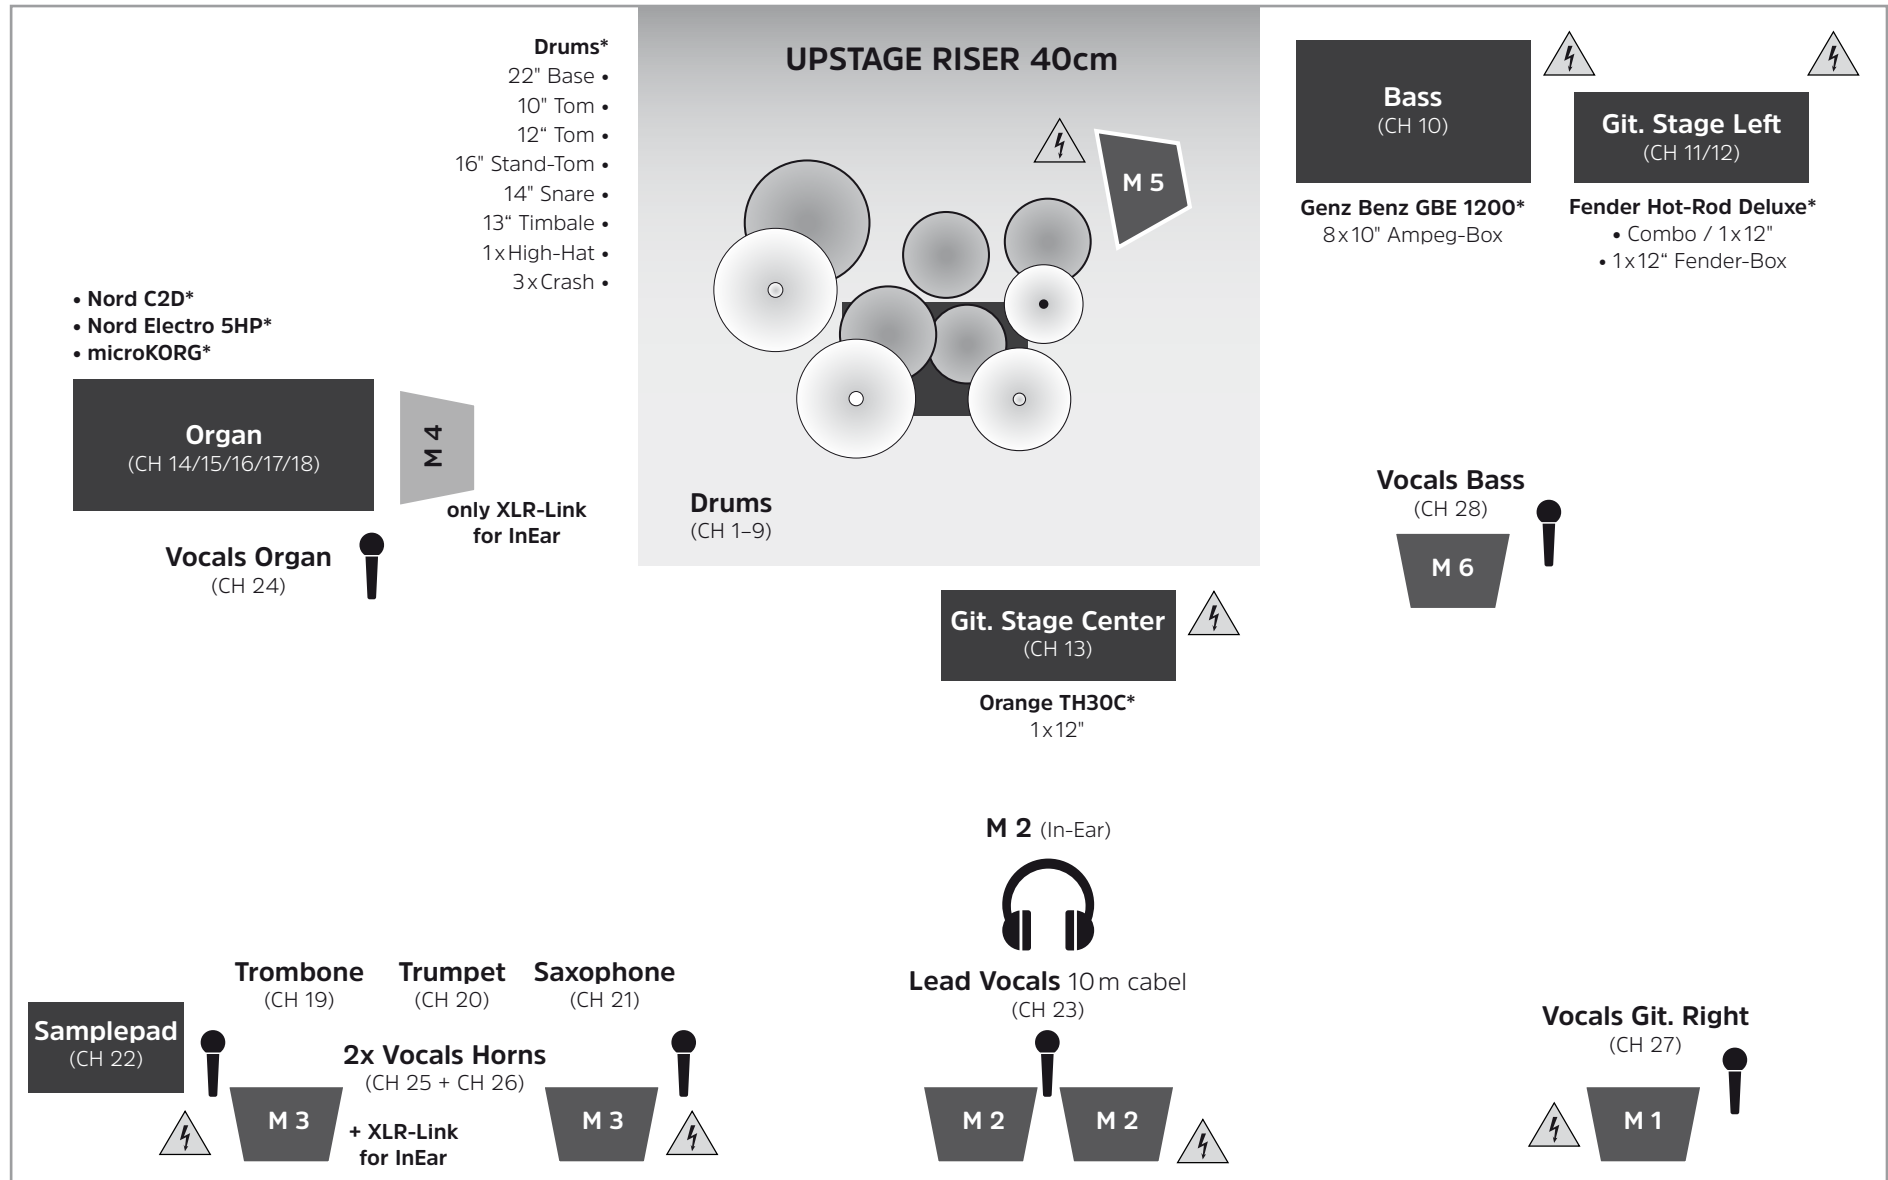 UPSTAGE RISER 40cm
Drums*
22" Base •
10" Tom •
12“ Tom •
16" Stand-Tom •
14" Snare •
13“ Timbale •
1xHigh-Hat •
3xCrash •
M 5
Drums
(CH 1–9)
Bass
(CH 10)
Genz Benz GBE 1200*
8x10" Ampeg-Box
Git. Stage Left
(CH 11/12)
Fender Hot-Rod Deluxe*
• Combo / 1x12"
• 1x12“ Fender-Box
• Nord C2D*
• Nord Electro 5HP*
• microKORG*
Organ
(CH 14/15/16/17/18)
M 4
only XLR-Link
for InEar
Vocals Organ
(CH 24)
Vocals Bass
(CH 28)
M 6
Git. Stage Center
(CH 13)
Orange TH30C*
1x12"
M 2 (In-Ear)
Lead Vocals 10m cabel
(CH 23)
M 2
M 2
Trombone
(CH 19)
Trumpet
(CH 20)
Saxophone
(CH 21)
Samplepad
(CH 22)
2x Vocals Horns
(CH 25 + CH 26)
M 3
+ XLR-Link
for InEar
M 3
Vocals Git. Right
(CH 27)
M 1